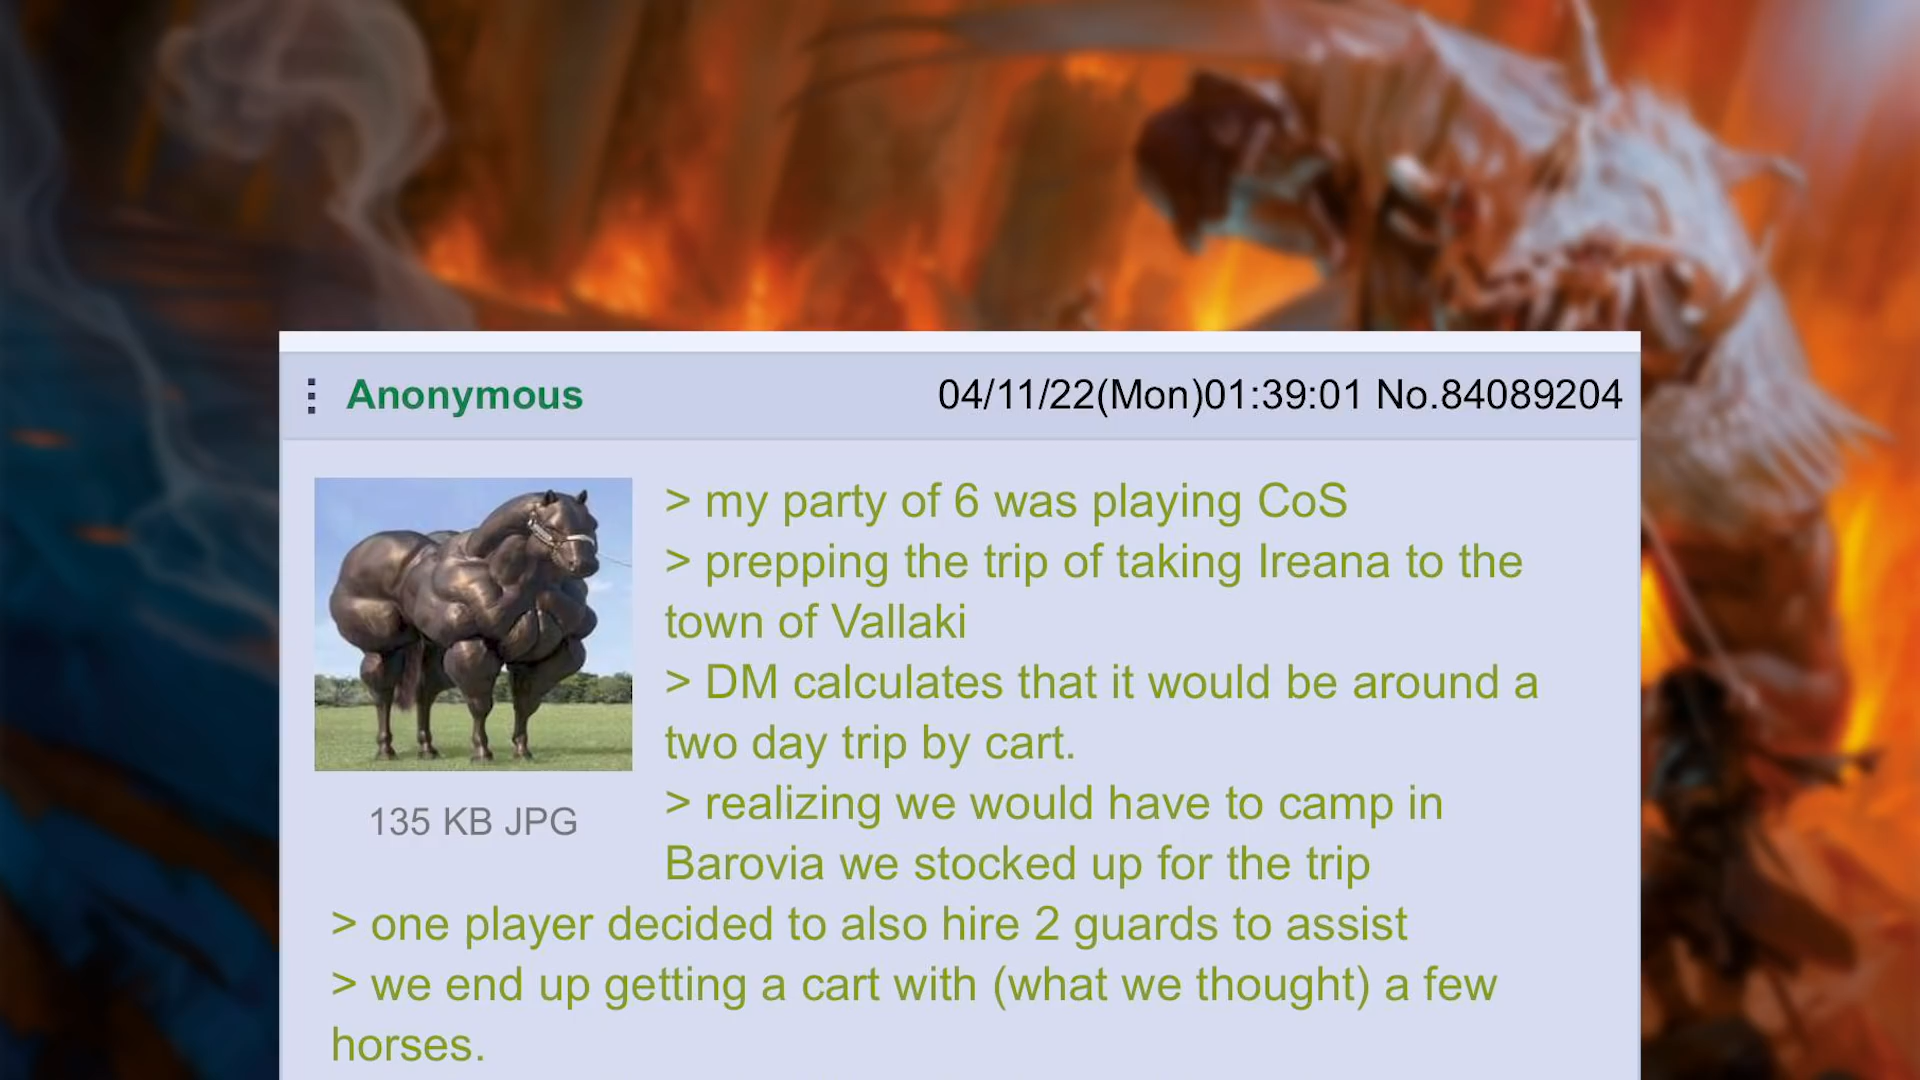 Anonymous
04/11/22(Mon)01:39:01 No.84089204
> my party of 6 was playing CoS
> prepping the trip of taking Ireana to the
town of Vallaki
> DM calculates that it would be around a
two day trip by cart.
> realizing we would have to camp in
Barovia we stocked up for the trip
135 KB JPG
> one player decided to also hire 2 guards to assist
> we end up getting a cart with (what we thought) a few
horses.